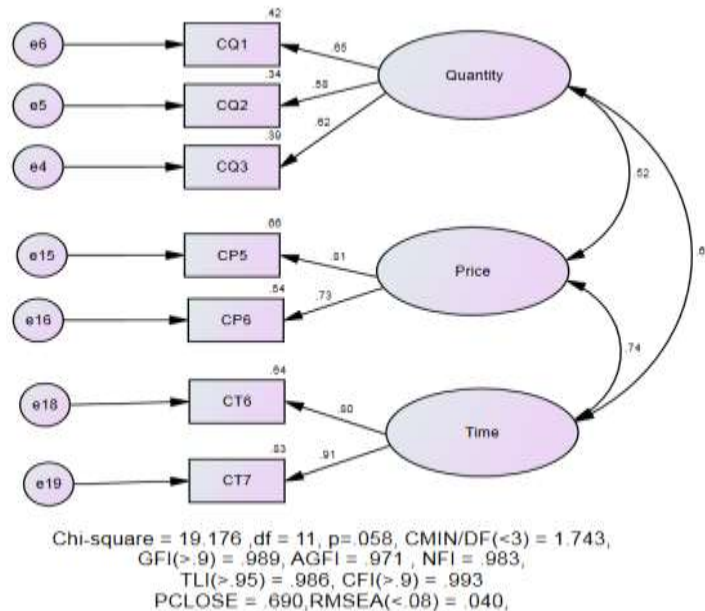 .42
e6 CQ1 .65
Quantity
.34
e5 CQ2 .58
.39 .62
e4 CQ3
.52
.66
e15 CP5 .81
Price
.54 .73
e16 CP6
.74
.64
e18 CT6 .80
Time
.83 .91
e19 CT7
Chi-square = 19.176 ,df = 11, p=.058, CMIN/DF(<3) = 1.743,
GFI(>.9) = .989, AGFI = .971 , NFI = .983,
TLI(>.95) = .986, CFI(>.9) = .993
PCLOSE = .690,RMSEA(<.08) = .040,